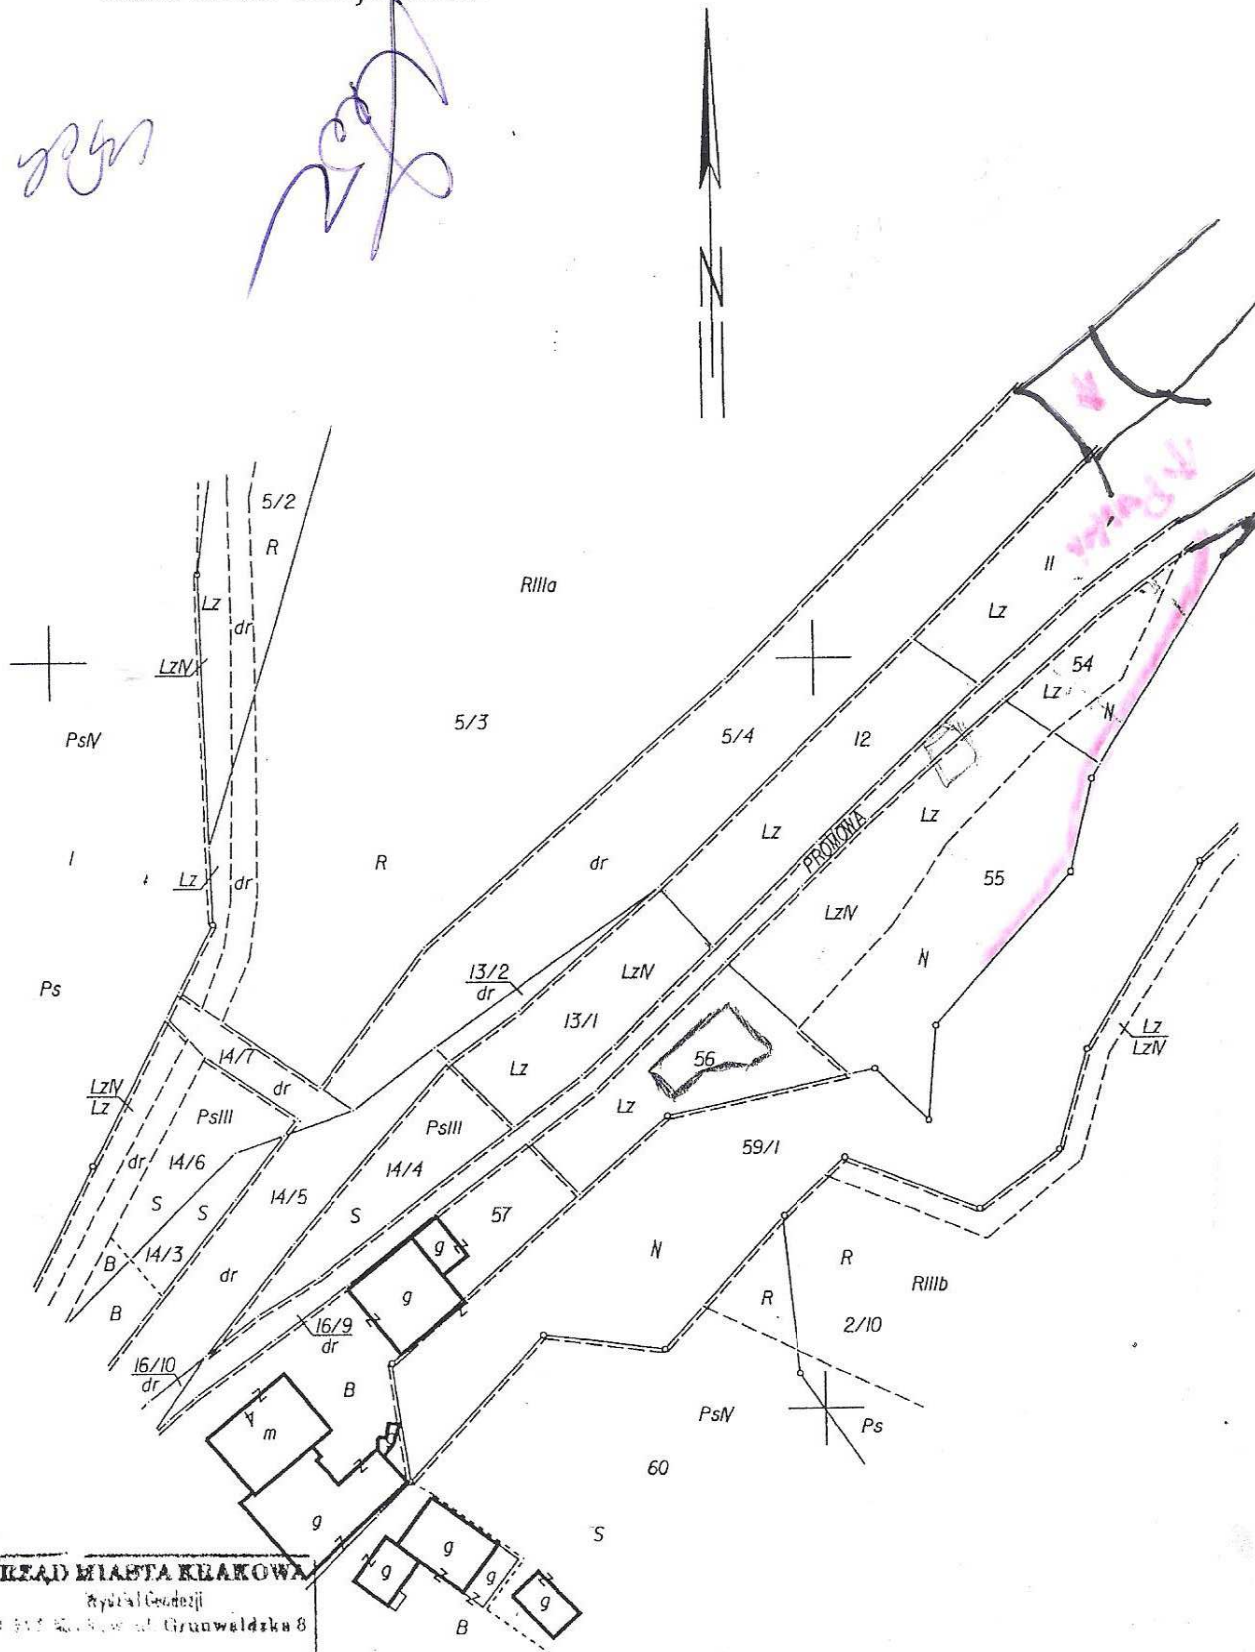 N
5/2
R
RIIIa
II
Lz
Lz
dr
LzIV
54
Lz
N
PsIV
5/3
5/4
12
Lz
PROMOWA
Lz
I
R
dr
Lz
dr
55
LzIV
N
Ps
13/2
dr
LzIV
13/1
14/7
dr
Lz
56
Lz
LzIV
LzIV
Lz
PsIII
PsIII
Lz
59/1
dr
14/6
14/4
14/5
S
S
S
57
N
14/3
B
dr
g
g
R
RIIIb
R
2/10
B
16/9
dr
16/10
dr
B
PsIV
Ps
m
60
g
S
g
g
g
g
B
URZĄD MIASTA KRAKOWA
Wydział Geodezji
ul. Grunwaldzka 8